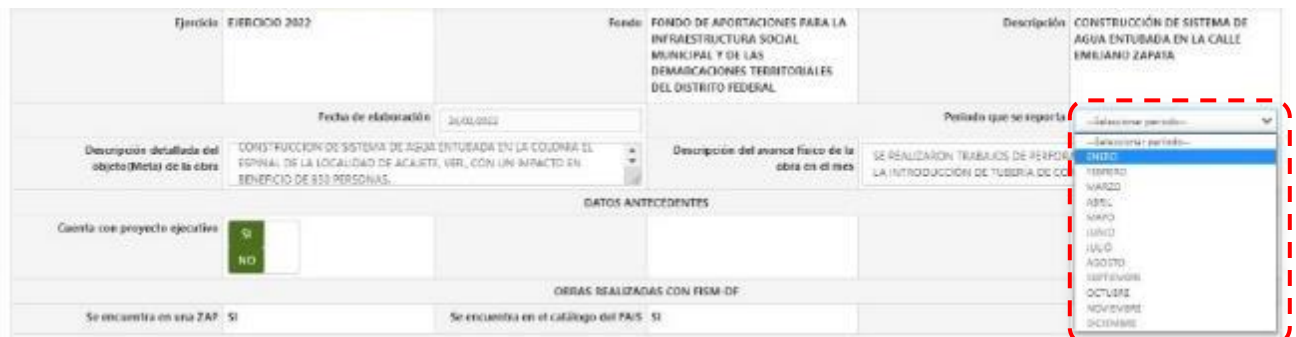 Ejercicio EJERCICIO 2022 Fondo FONDO DE APORTACIONES PARA LA INFRAESTRUCTURA SOCIAL MUNICIPAL Y DE LAS DEMARCACIONES TERRITORIALES DEL DISTRITO FEDERAL Descripción CONSTRUCCIÓN DE SISTEMA DE AGUA ENTUBADA EN LA CALLE EMILIANO ZAPATA
Fecha de elaboración Periodo que se reporta --Seleccionar periodo--
Descripción detallada del objeto(Meta) de la obra
CONSTRUCCION DE SISTEMA DE AGUA ENTUBADA EN LA COLONIA EL
ESPINAL DE LA LOCALIDAD DE ACAJETE, VER., CON UN IMPACTO EN
BENEFICIO DE 850 PERSONAS.
Descripción del avance físico de la obra en el mes
SE REALIZARON TRABAJOS DE PERFORA
LA INTRODUCCIÓN DE TUBERIA DE CO
--Seleccionar periodo--
ENERO
FEBRERO
MARZO
ABRIL
MAYO
JUNIO
JULIO
AGOSTO
SEPTIEMBRE
OCTUBRE
NOVIEMBRE
DICIEMBRE
DATOS ANTECEDENTES
Cuenta con proyecto ejecutivo SI
NO
OBRAS REALIZADAS CON FISM-DF
Se encuentra en una ZAP SI Se encuentra en el catálogo del FAIS SI